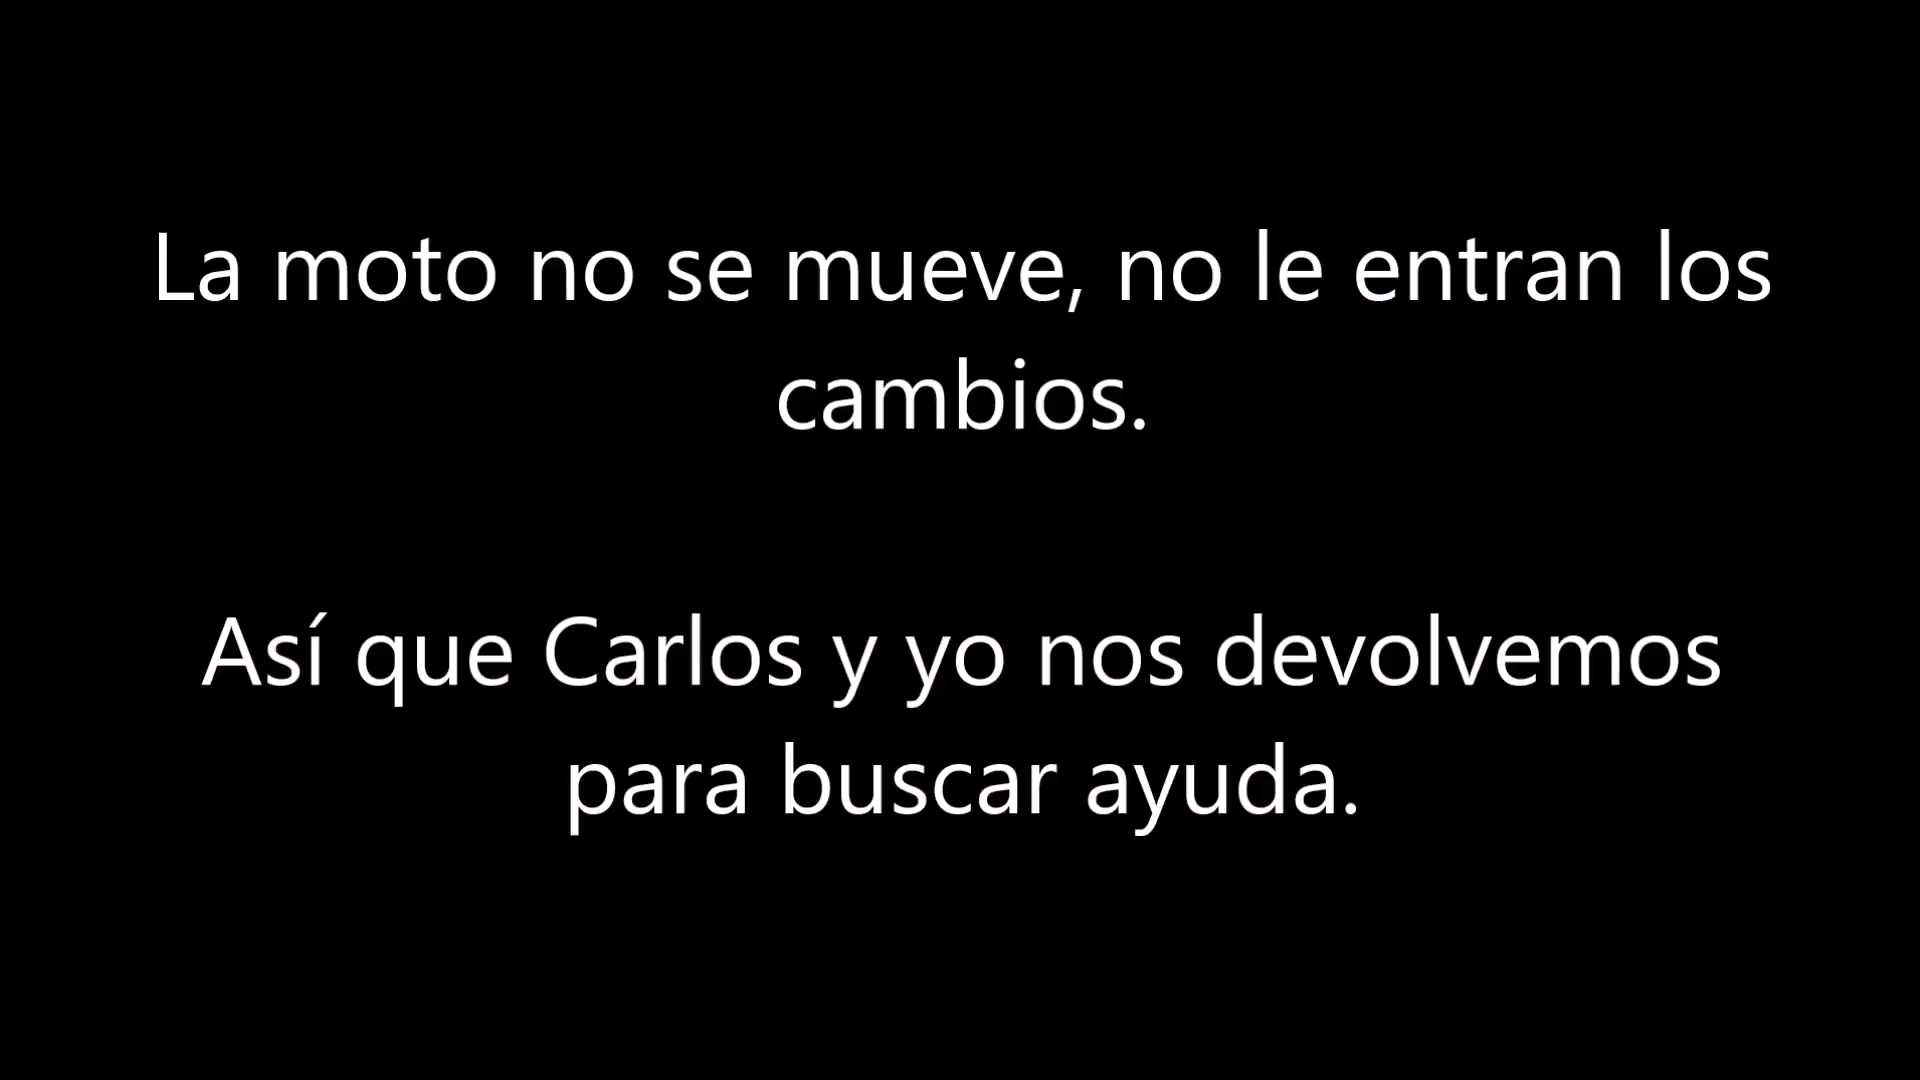 La moto no se mueve, no le entran los
cambios.
Así que Carlos y yo nos devolvemos
para buscar ayuda.